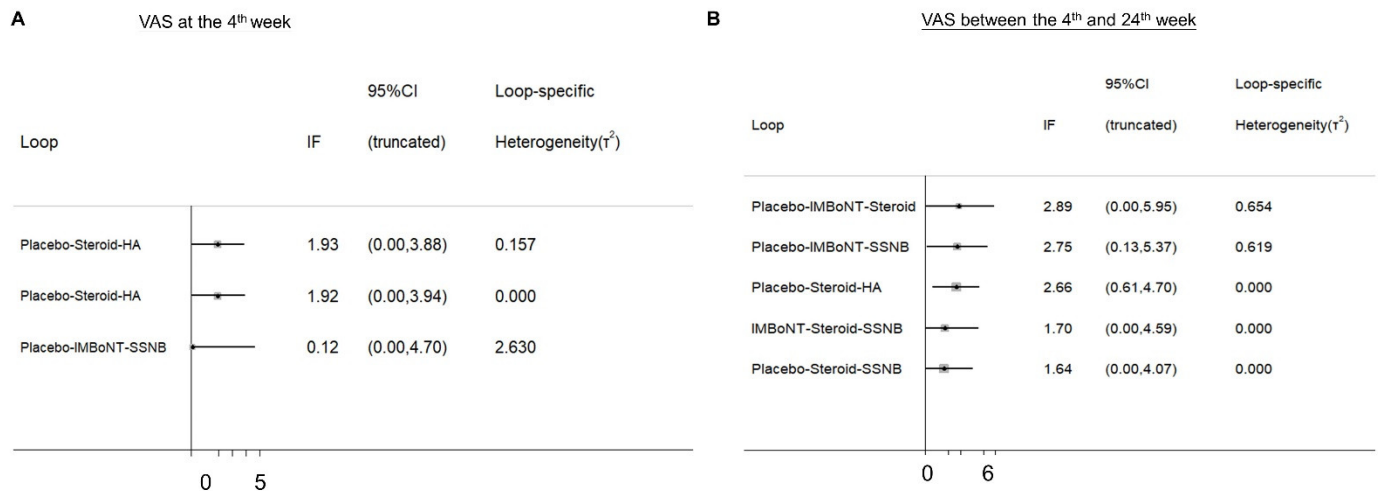 A VAS at the 4th week
95%CI Loop-specific
Loop IF (truncated) Heterogeneity(τ²)
Placebo-Steroid-HA 1.93 (0.00,3.88) 0.157
Placebo-Steroid-HA 1.92 (0.00,3.94) 0.000
Placebo-IMBoNT-SSNB 0.12 (0.00,4.70) 2.630
0 5
B VAS between the 4th and 24th week
95%CI Loop-specific
Loop IF (truncated) Heterogeneity(τ²)
Placebo-IMBoNT-Steroid 2.89 (0.00,5.95) 0.654
Placebo-IMBoNT-SSNB 2.75 (0.13,5.37) 0.619
Placebo-Steroid-HA 2.66 (0.61,4.70) 0.000
IMBoNT-Steroid-SSNB 1.70 (0.00,4.59) 0.000
Placebo-Steroid-SSNB 1.64 (0.00,4.07) 0.000
0 6